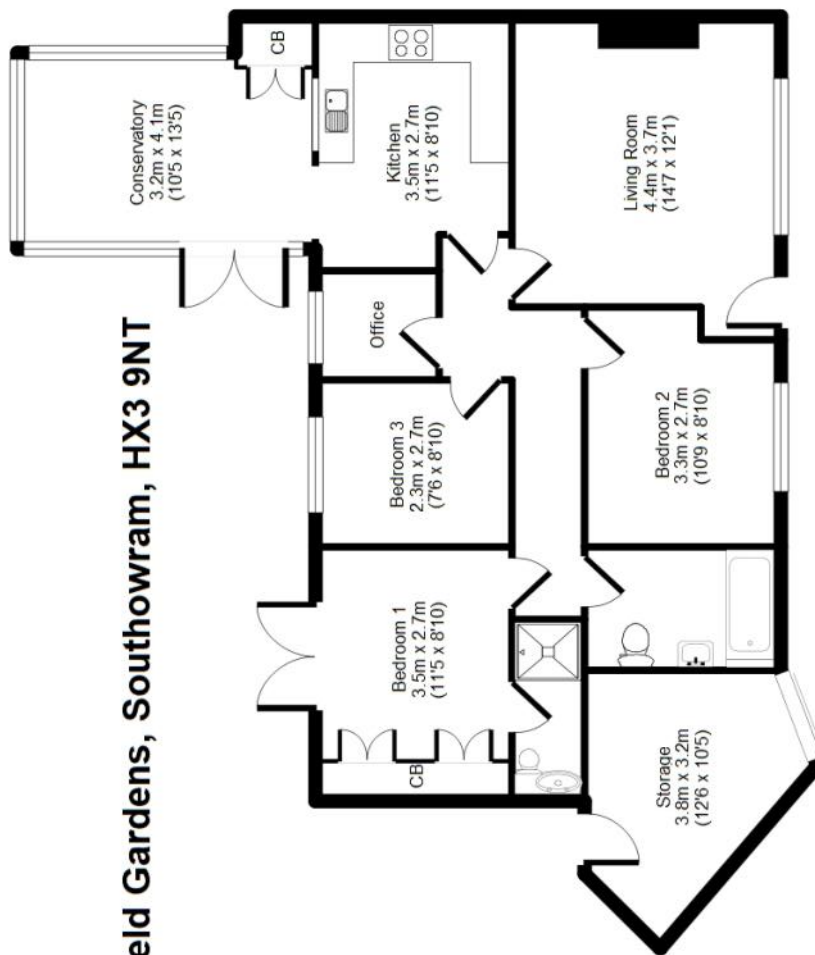 eld Gardens, Southowram, HX3 9NT
Conservatory
3.2m x 4.1m
(10'5 x 13'5)
CB
Kitchen
3.5m x 2.7m
(11'5 x 8'10)
Living Room
4.4m x 3.7m
(14'7 x 12'1)
Office
Bedroom 3
2.3m x 2.7m
(7'6 x 8'10)
Bedroom 2
3.3m x 2.7m
(10'9 x 8'10)
Bedroom 1
3.5m x 2.7m
(11'5 x 8'10)
CB
Storage
3.8m x 3.2m
(12'6 x 10'5)